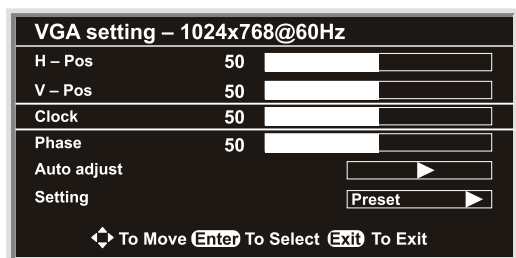 VGA setting – 1024x768@60Hz
H – Pos 50
V – Pos 50
Clock 50
Phase 50
Auto adjust
Setting Preset
To Move Enter To Select Exit To Exit